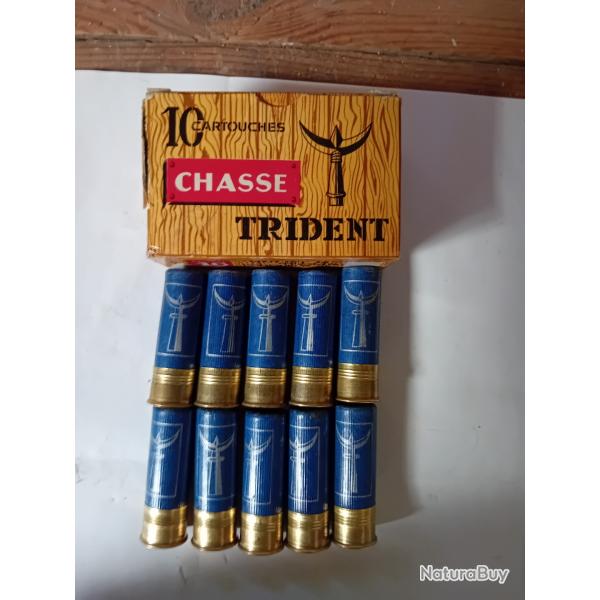 10 CARTOUCHES
CHASSE
TRIDENT
NaturaBuy